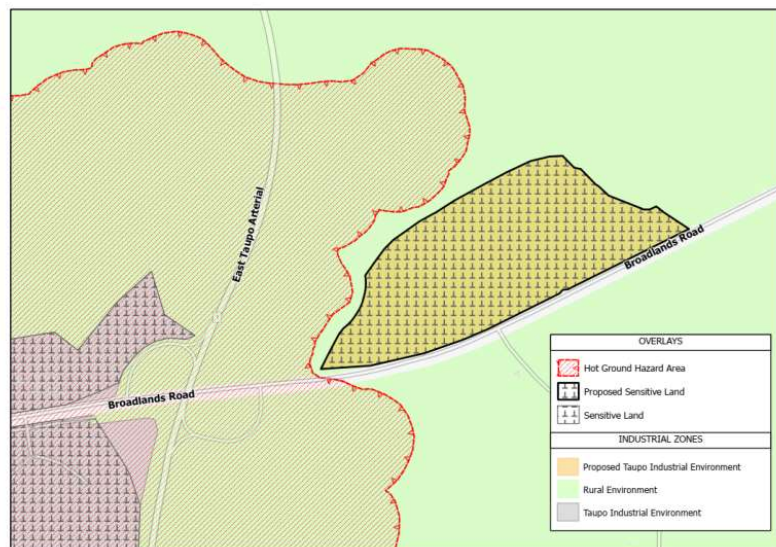 East Taupo Arterial
Broadlands Road
Broadlands Road
OVERLAYS
Hot Ground Hazard Area
Proposed Sensitive Land
Sensitive Land
INDUSTRIAL ZONES
Proposed Taupo Industrial Environment
Rural Environment
Taupo Industrial Environment